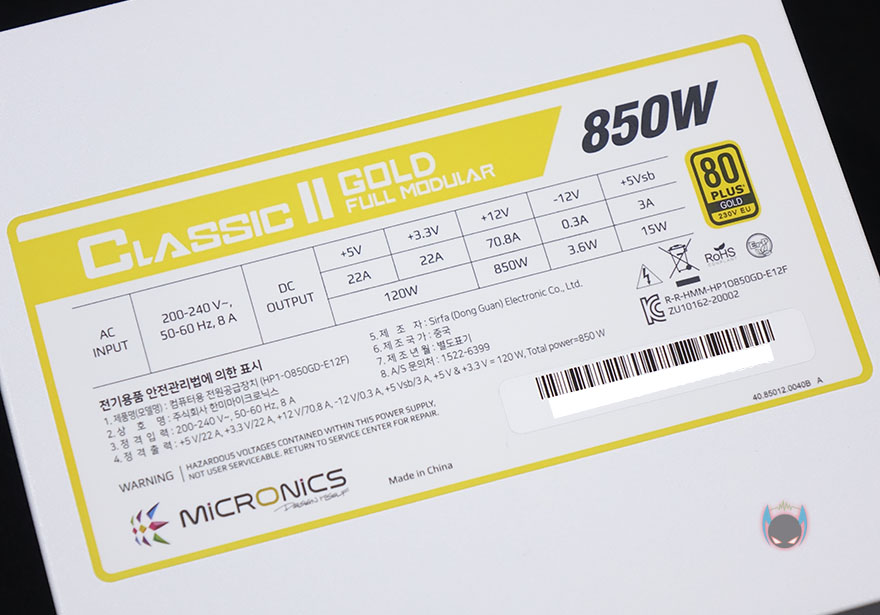 CLASSIC II GOLD
FULL MODULAR
850W
80
PLUS
GOLD
230V EU
AC INPUT
200-240 V~,
50-60 Hz, 8 A
DC OUTPUT
+5V +3.3V +12V -12V +5Vsb
22A 22A 70.8A 0.3A 3A
120W 850W 3.6W 15W
RoHS
COMPLIANT
R-R-HMM-HP1O850GD-E12F
ZU10162-20002
전기용품 안전관리법에 의한 표시
1. 제품명(모델명) : 컴퓨터용 전원공급장치 (HP1-O850GD-E12F)
2. 상 호 명 : 주식회사 한미마이크로닉스
3. 정 격 입 력 : 200-240 V~, 50-60 Hz, 8 A
4. 정 격 출 력 : +5 V/22 A, +3.3 V/22 A, +12 V/70.8 A, -12 V/0.3 A, +5 Vsb/3 A, +5 V & +3.3 V = 120 W, Total power=850 W
5. 제 조 자 : Sirfa (Dong Guan) Electronic Co., Ltd.
6. 제 조 국 가 : 중국
7. 제 조 년 월 : 별도표기
8. A/S 문의처 : 1522-6399
WARNING
HAZARDOUS VOLTAGES CONTAINED WITHIN THIS POWER SUPPLY.
NOT USER SERVICEABLE. RETURN TO SERVICE CENTER FOR REPAIR.
MiCRONiCS
Made in China
40.85012.0040B A